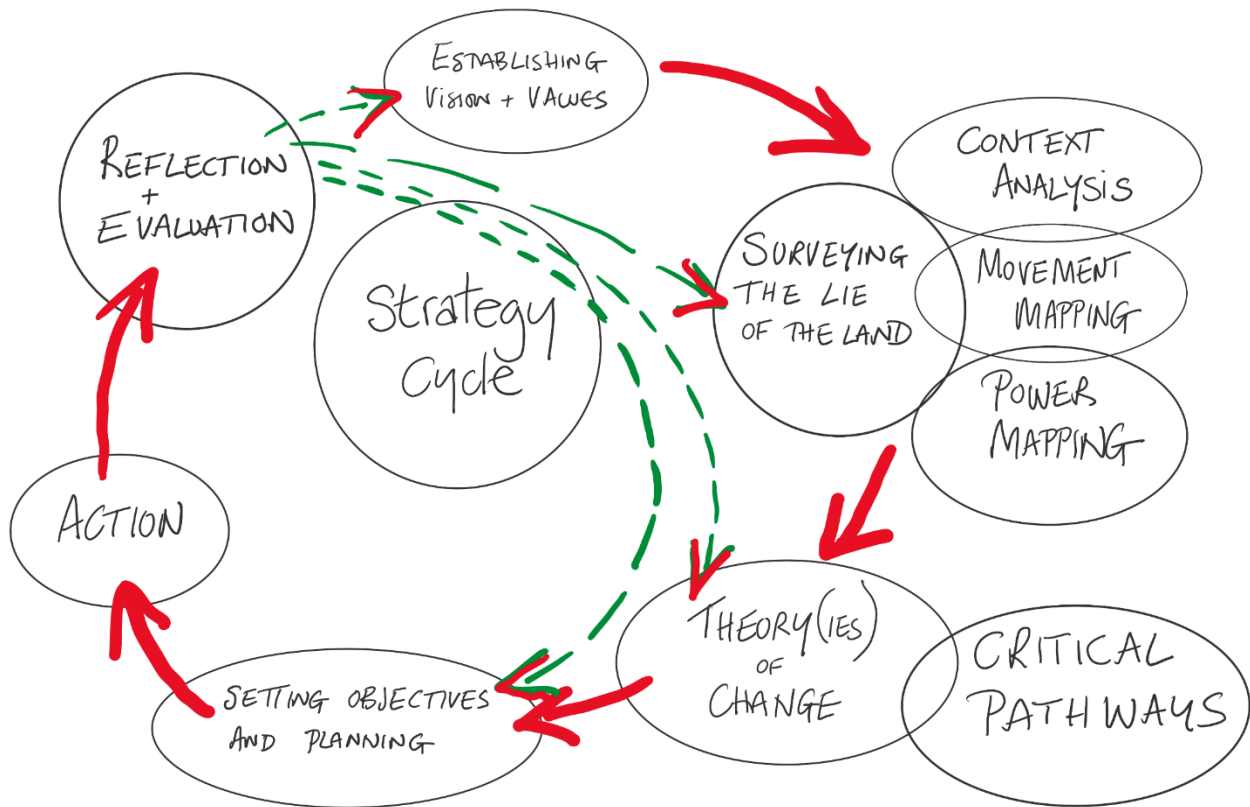 ESTABLISHING
VISION + VALUES
CONTEXT
ANALYSIS
REFLECTION
+
EVALUATION
SURVEYING
THE LIE
OF THE LAND
MOVEMENT
MAPPING
Strategy
Cycle
POWER
MAPPING
ACTION
THEORY(IES)
OF
CHANGE
CRITICAL
PATHWAYS
SETTING OBJECTIVES
AND PLANNING